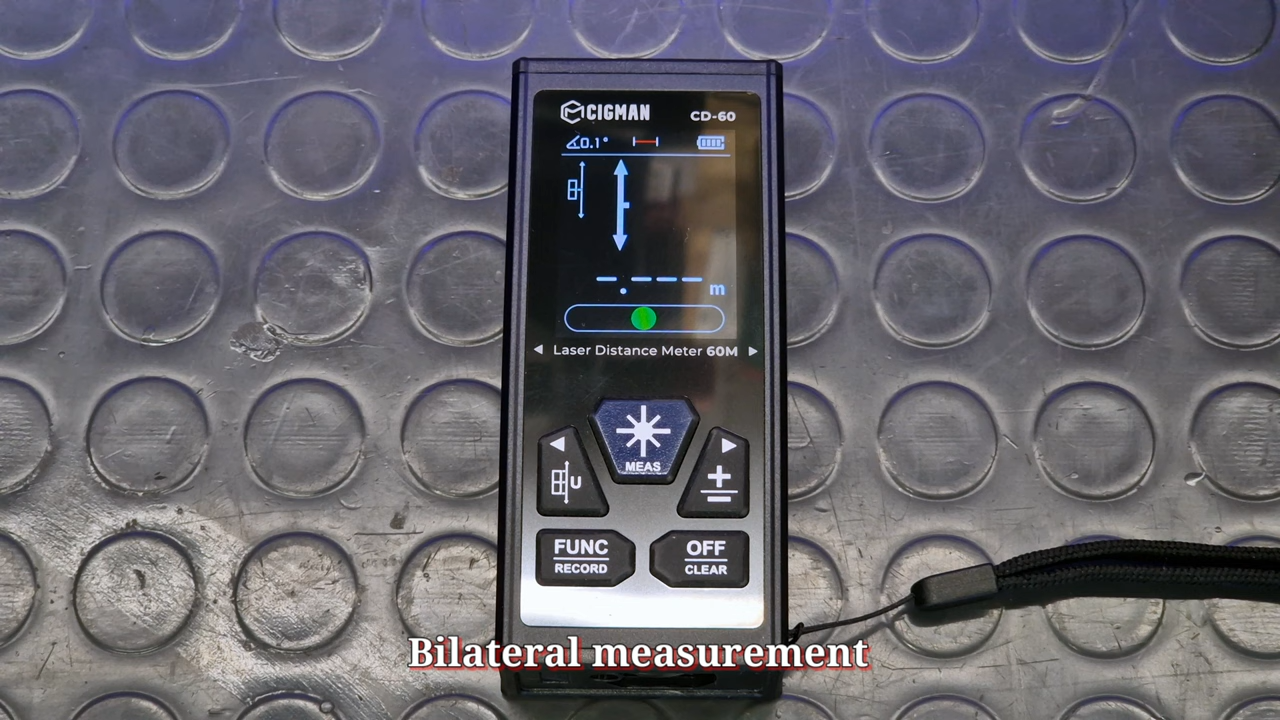 CIGMAN
CD-60
0.1°
-.--- m
◄ Laser Distance Meter 60M ►
MEAS
U
FUNC
RECORD
OFF
CLEAR
Bilateral measurement